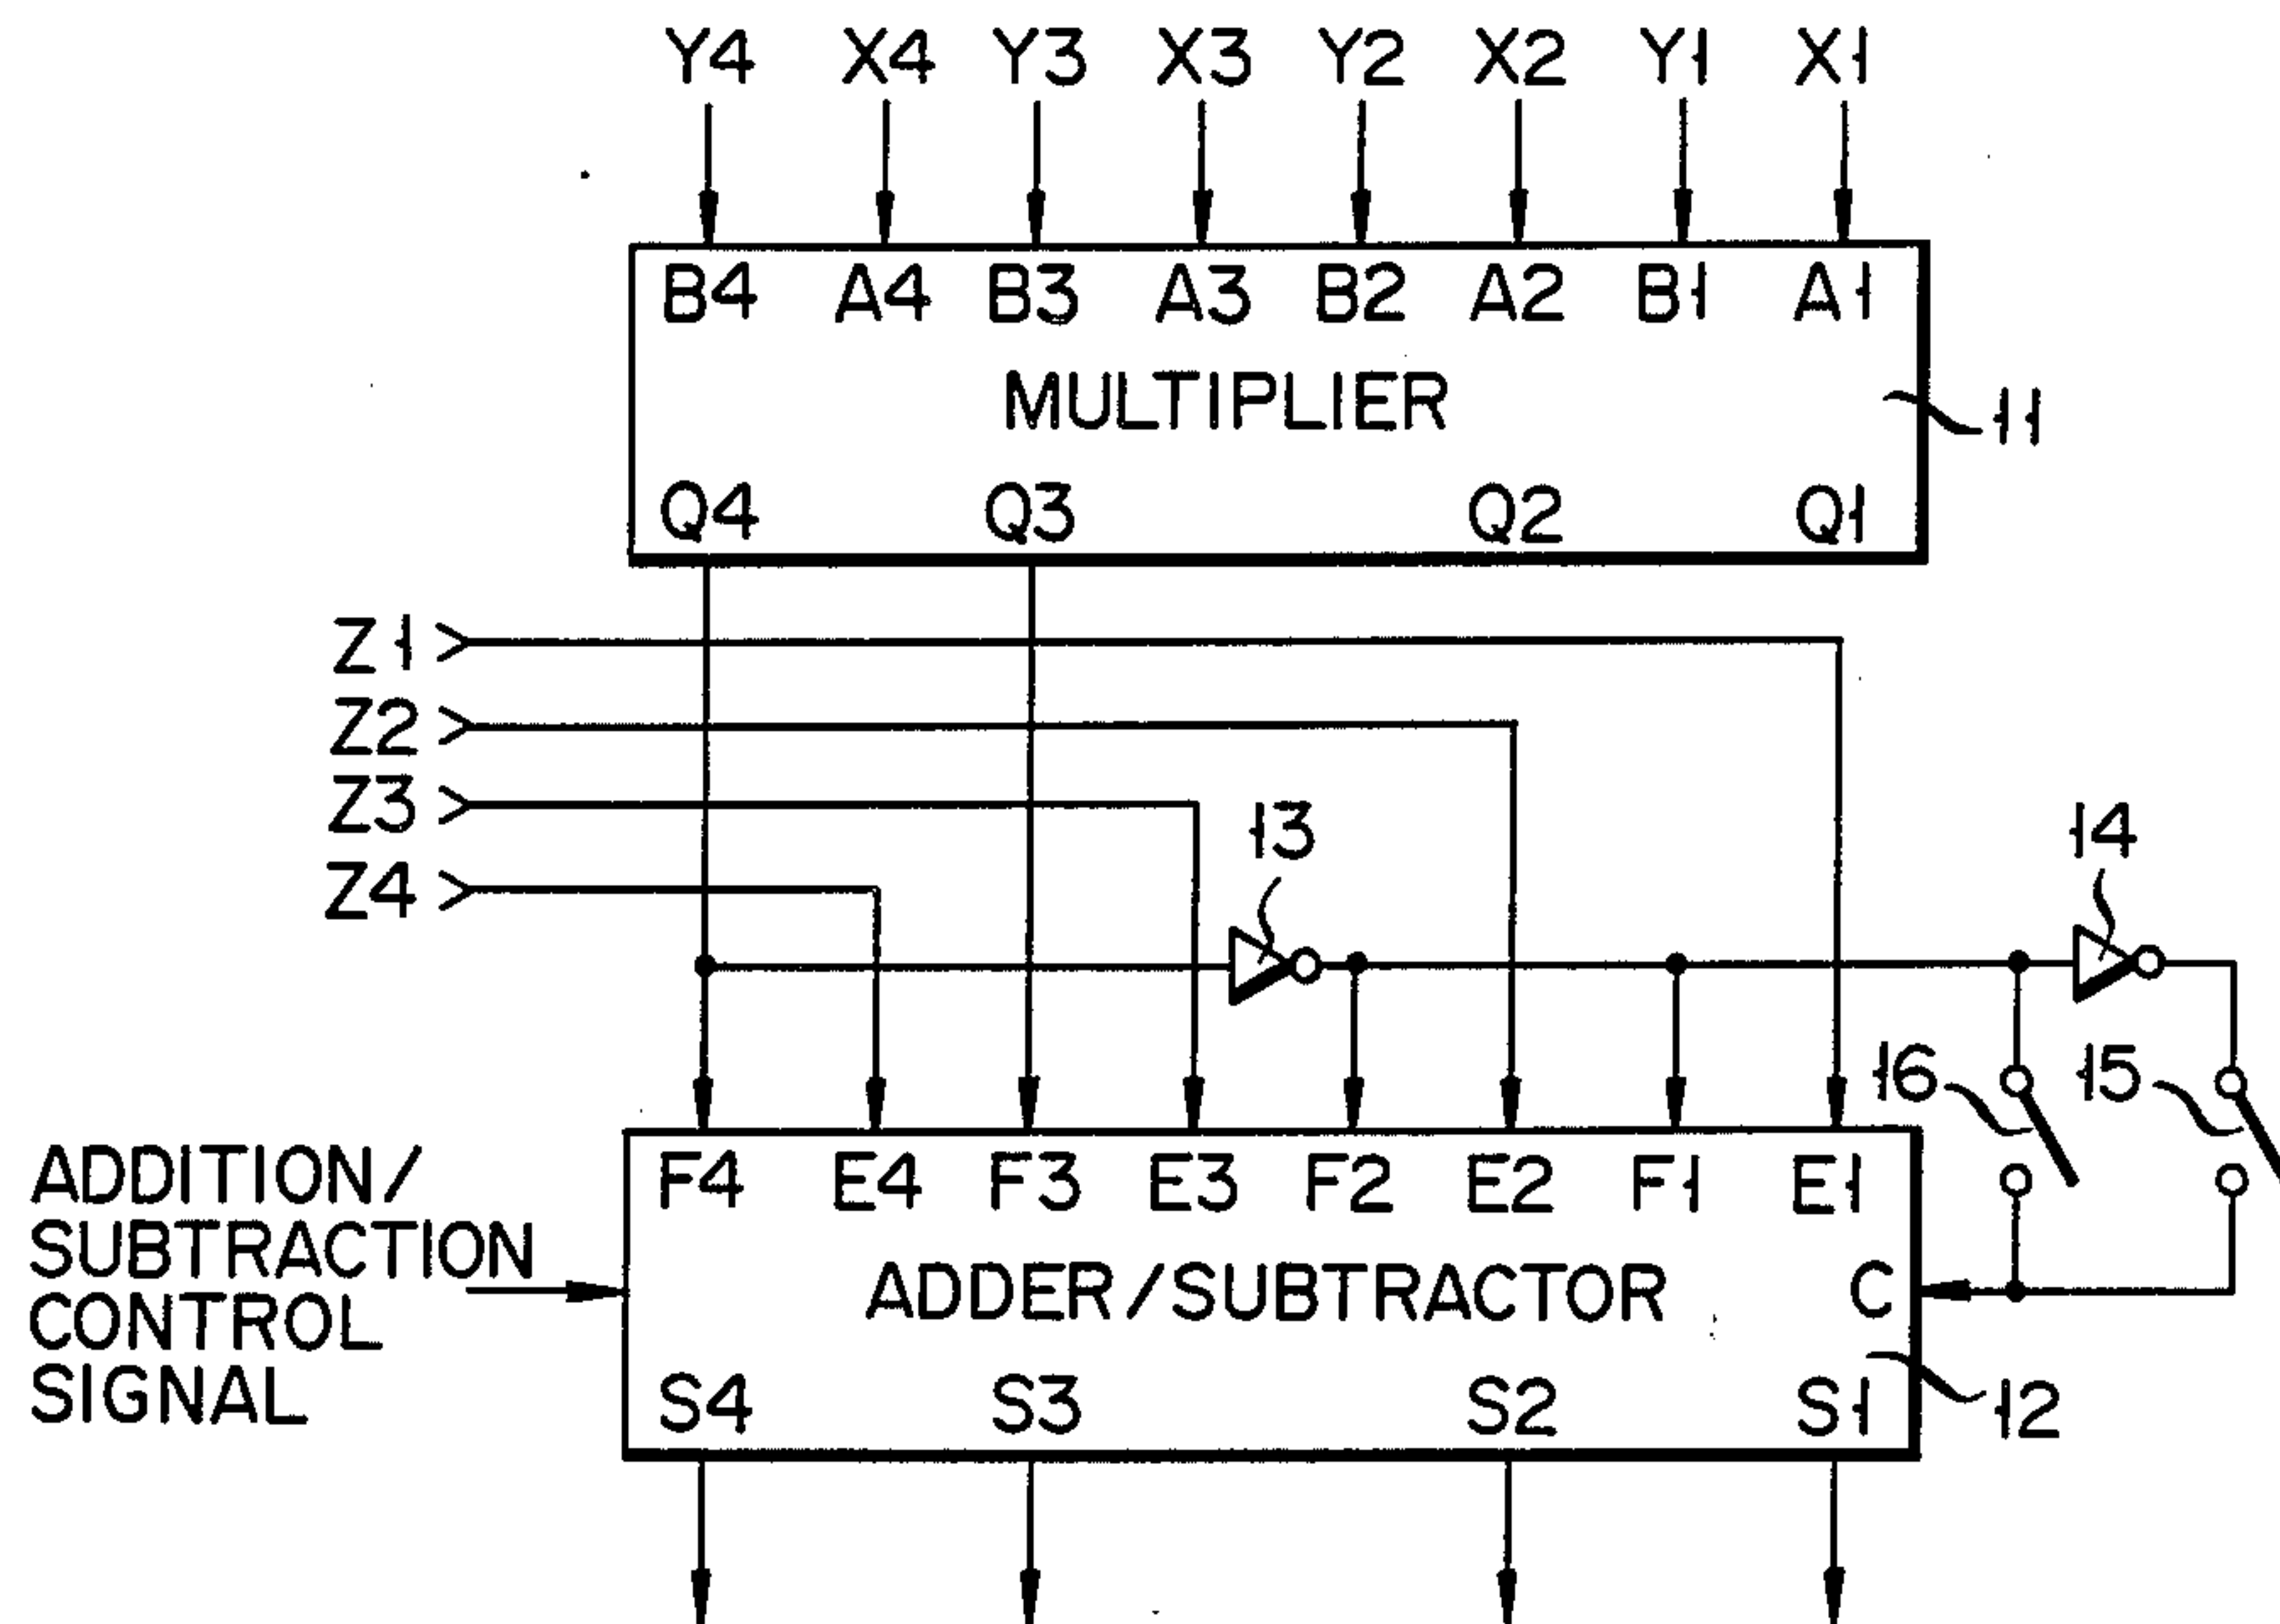 Y4 X4 Y3 X3 Y2 X2 Y1 X1
B4 A4 B3 A3 B2 A2 B1 A1
MULTIPLIER
11
Q4 Q3 Q2 Q1
Z1
Z2
Z3
Z4
13
14
16
15
F4 E4 F3 E3 F2 E2 F1 E1
ADDITION/
SUBTRACTION
CONTROL
SIGNAL
ADDER/SUBTRACTOR C
S4 S3 S2 S1
12